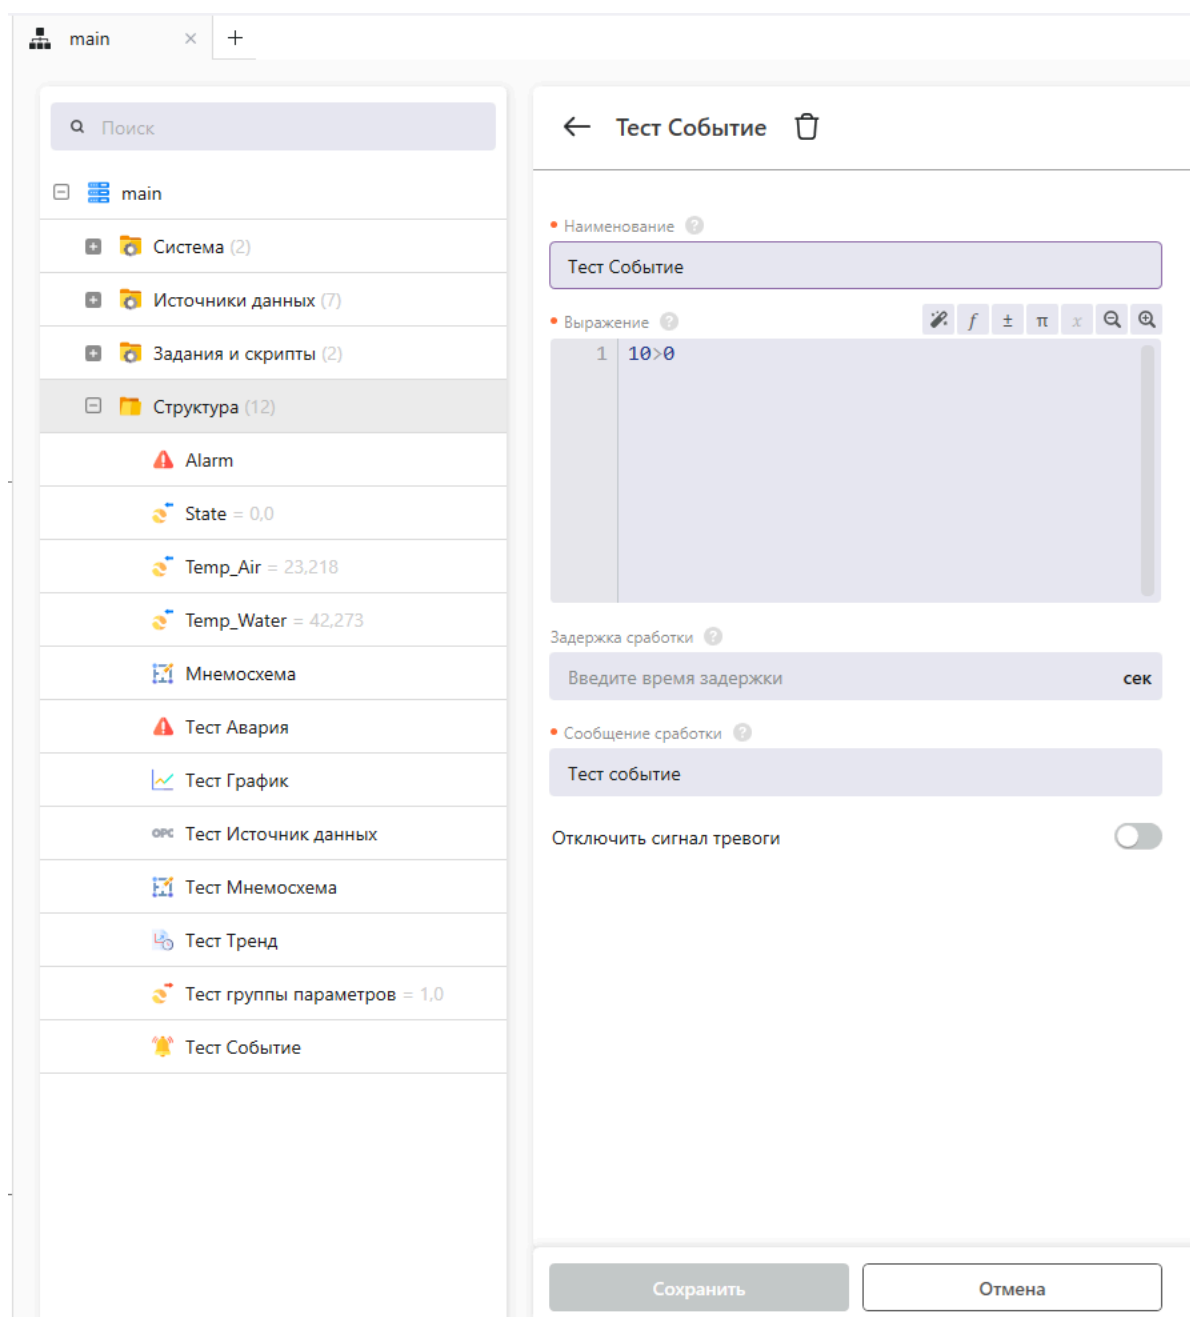 main × +
Поиск
main
Система (2)
Источники данных (7)
Задания и скрипты (2)
Структура (12)
Alarm
State = 0,0
Temp_Air = 23,218
Temp_Water = 42,273
Мнемосхема
Тест Авария
Тест График
OPC Тест Источник данных
Тест Мнемосхема
Тест Тренд
Тест группы параметров = 1,0
Тест Событие
← Тест Событие
• Наименование ?
Тест Событие
• Выражение ? f ± π x
1 10>0
Задержка сработки ?
Введите время задержки сек
• Сообщение сработки ?
Тест событие
Отключить сигнал тревоги
Сохранить Отмена